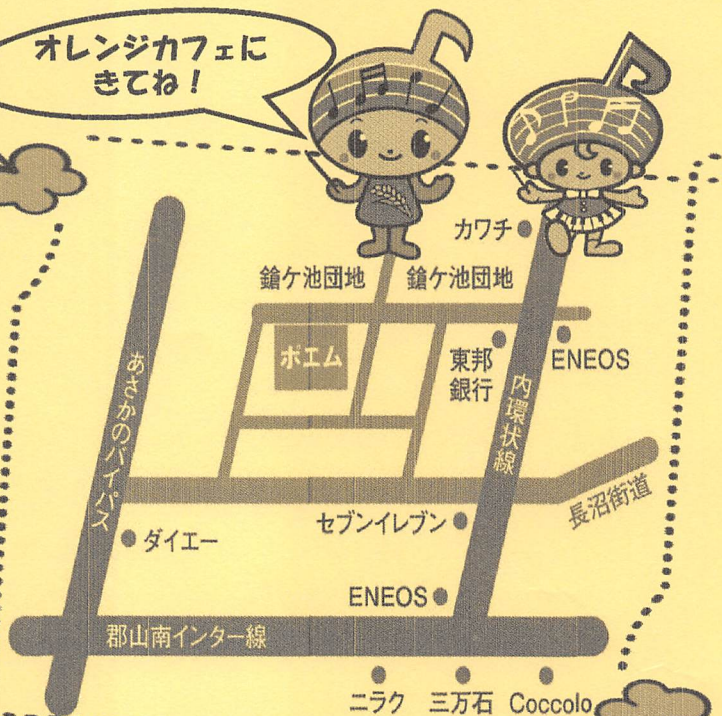 オレンジカフェに
きてね！
カワチ
鎗ケ池団地
鎗ケ池団地
ポエム
東邦
銀行
ENEOS
内環状線
あさかのバイパス
長沼街道
セブンイレブン
ダイエー
ENEOS
郡山南インター線
ニラク
三万石
Coccolo